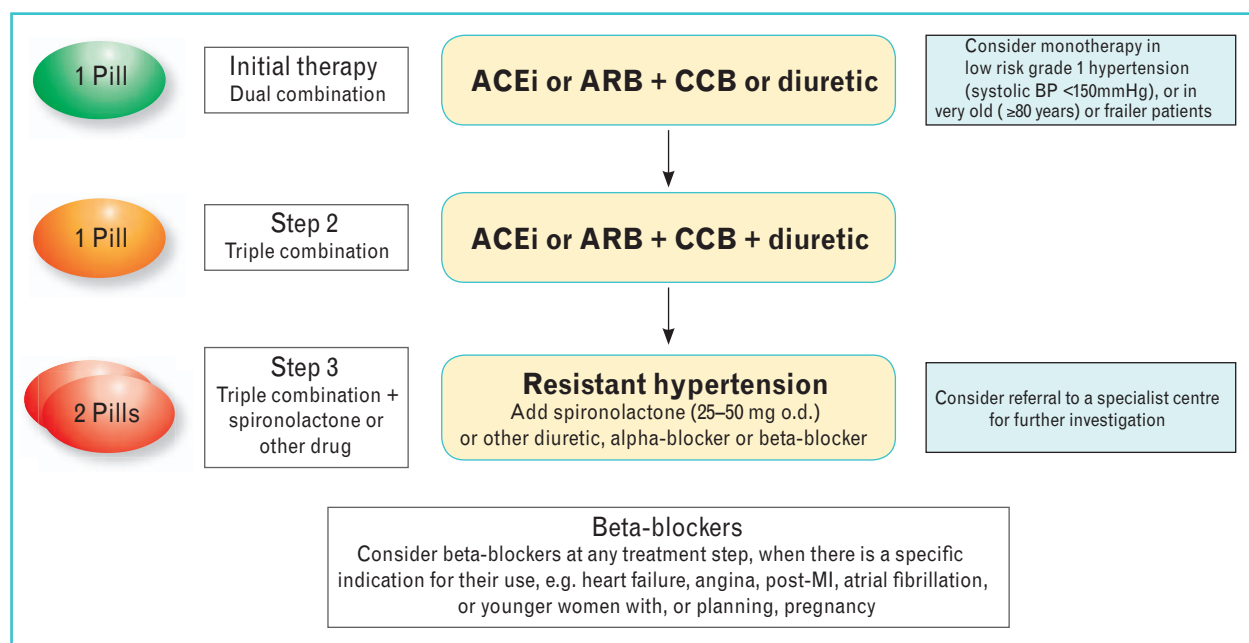 1 Pill
Initial therapy
Dual combination
ACEi or ARB + CCB or diuretic
Consider monotherapy in
low risk grade 1 hypertension
(systolic BP <150mmHg), or in
very old ( ≥80 years) or frailer patients
1 Pill
Step 2
Triple combination
ACEi or ARB + CCB + diuretic
2 Pills
Step 3
Triple combination +
spironolactone or
other drug
Resistant hypertension
Add spironolactone (25–50 mg o.d.)
or other diuretic, alpha-blocker or beta-blocker
Consider referral to a specialist centre
for further investigation
Beta-blockers
Consider beta-blockers at any treatment step, when there is a specific
indication for their use, e.g. heart failure, angina, post-MI, atrial fibrillation,
or younger women with, or planning, pregnancy